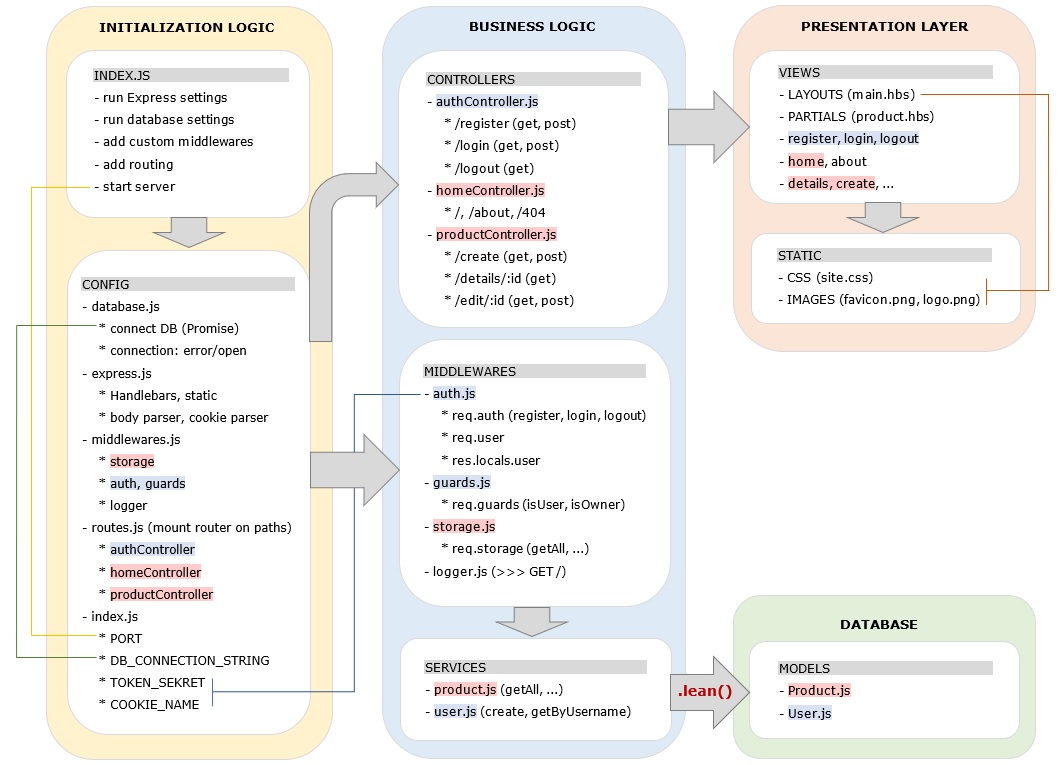 INITIALIZATION LOGIC
INDEX.JS
- run Express settings
- run database settings
- add custom middlewares
- add routing
- start server
CONFIG
- database.js
* connect DB (Promise)
* connection: error/open
- express.js
* Handlebars, static
* body parser, cookie parser
- middlewares.js
* storage
* auth, guards
* logger
- routes.js (mount router on paths)
* authController
* homeController
* productController
- index.js
* PORT
* DB_CONNECTION_STRING
* TOKEN_SEKRET
* COOKIE_NAME
BUSINESS LOGIC
CONTROLLERS
- authController.js
* /register (get, post)
* /login (get, post)
* /logout (get)
- homeController.js
* /, /about, /404
- productController.js
* /create (get, post)
* /details/:id (get)
* /edit/:id (get, post)
MIDDLEWARES
- auth.js
* req.auth (register, login, logout)
* req.user
* res.locals.user
- guards.js
* req.guards (isUser, isOwner)
- storage.js
* req.storage (getAll, ...)
- logger.js (>>> GET /)
SERVICES
- product.js (getAll, ...)
- user.js (create, getByUsername)
.lean()
PRESENTATION LAYER
VIEWS
- LAYOUTS (main.hbs)
- PARTIALS (product.hbs)
- register, login, logout
- home, about
- details, create, ...
STATIC
- CSS (site.css)
- IMAGES (favicon.png, logo.png)
DATABASE
MODELS
- Product.js
- User.js